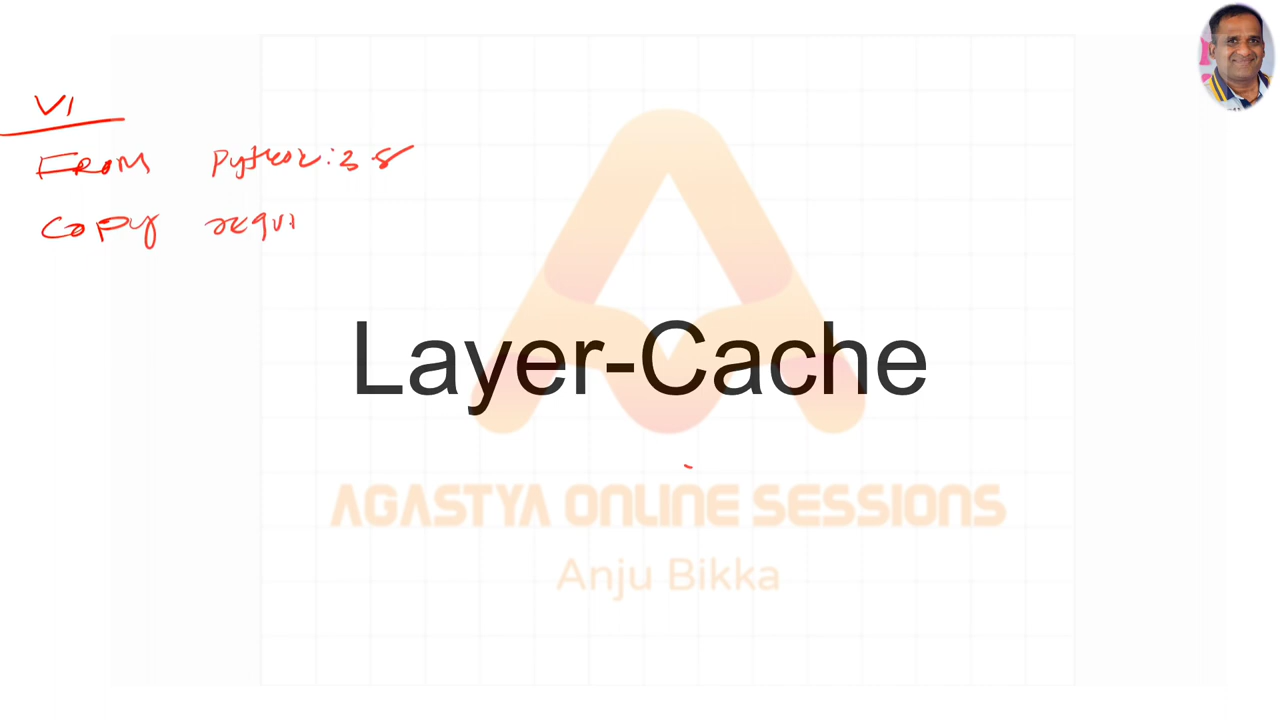 V1
FROM python:3.8
COPY requi
Layer-Cache
AGASTYA ONLINE SESSIONS
Anju Bikka